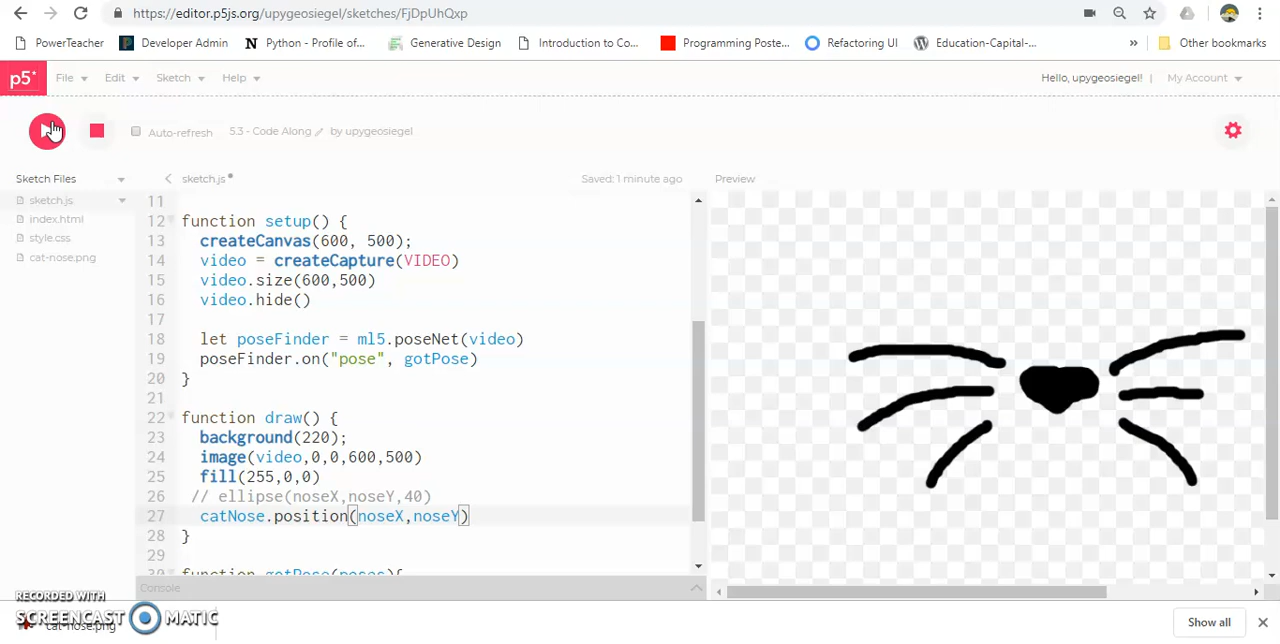 https://editor.p5js.org/upygeosiegel/sketches/FjDpUhQxp
PowerTeacher Developer Admin N Python - Profile of... Generative Design Introduction to Co... Programming Poste... Refactoring UI Education-Capital-... » Other bookmarks
p5* File Edit Sketch Help Hello, upygeosiegel! | My Account
Auto-refresh 5.3 - Code Along by upygeosiegel
Sketch Files sketch.js Saved: 1 minute ago Preview
sketch.js
index.html
style.css
cat-nose.png
11
12 function setup() {
13 createCanvas(600, 500);
14 video = createCapture(VIDEO)
15 video.size(600,500)
16 video.hide()
17
18 let poseFinder = ml5.poseNet(video)
19 poseFinder.on("pose", gotPose)
20 }
21
22 function draw() {
23 background(220);
24 image(video,0,0,600,500)
25 fill(255,0,0)
26 // ellipse(noseX,noseY,40)
27 catNose.position(noseX,noseY)
28 }
29
function gotPose(poses){
Console
RECORDED WITH
SCREENCAST MATIC
cat-nose.png
Show all